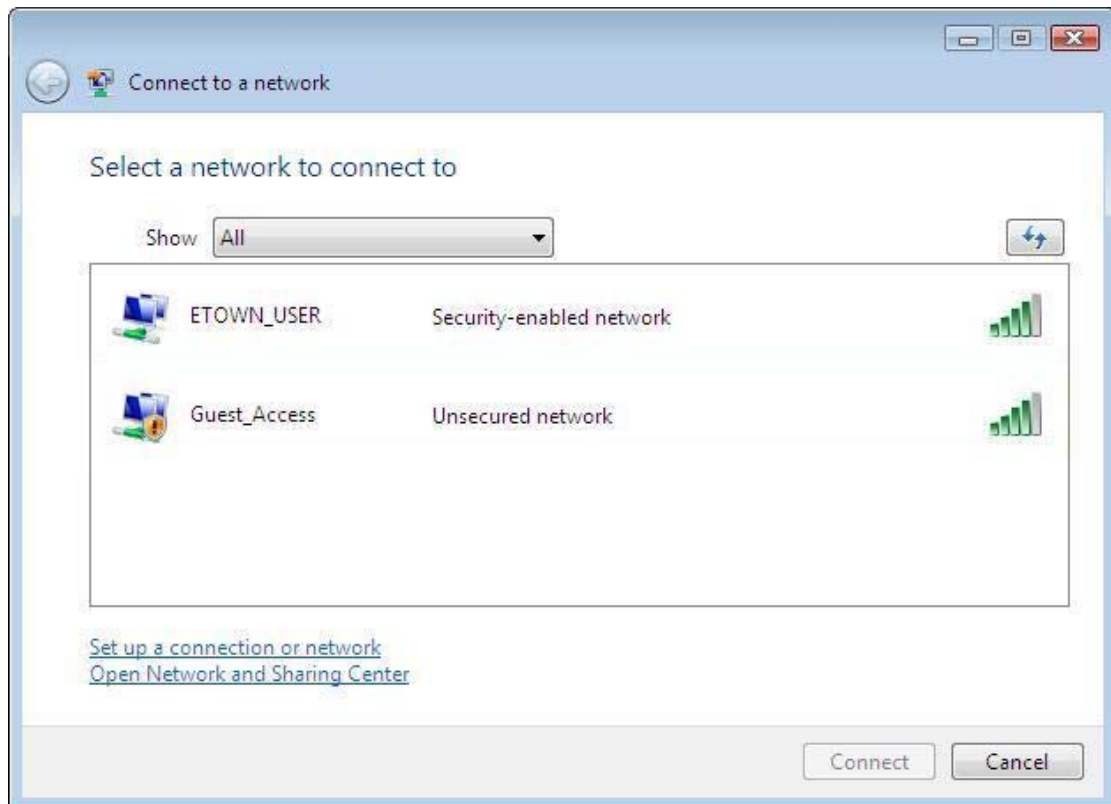 Connect to a network
Select a network to connect to
Show All
ETOWN_USER Security-enabled network
Guest_Access Unsecured network
Set up a connection or network
Open Network and Sharing Center
Connect Cancel